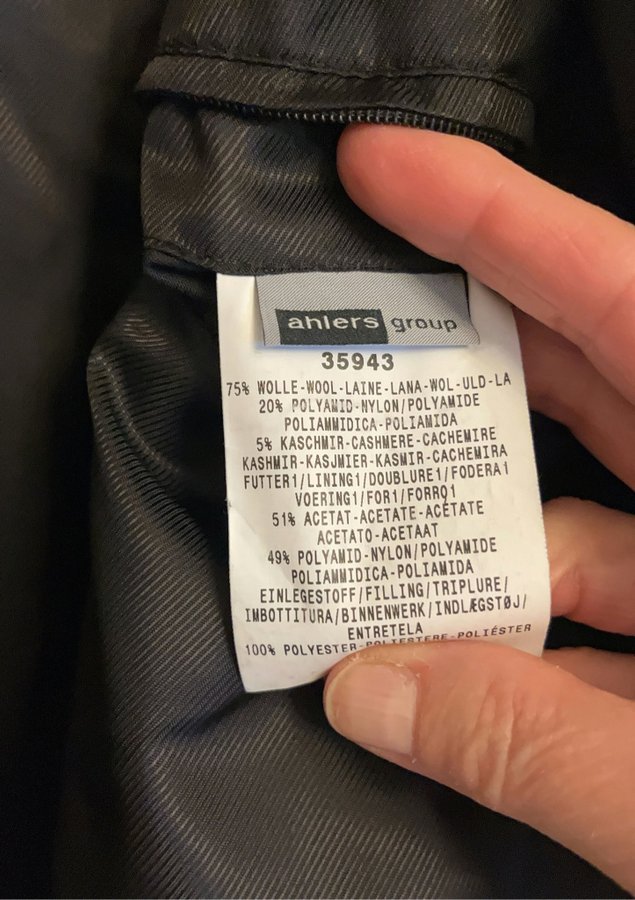 ahlers group
35943
75% WOLLE-WOOL-LAINE-LANA-WOL-ULD-LA
20% POLYAMID-NYLON/POLYAMIDE
POLIAMMIDICA-POLIAMIDA
5% KASCHMIR-CASHMERE-CACHEMIRE
KASHMIR-KASJMIER-KASMIR-CACHEMIRA
FUTTER1/LINING1/DOUBLURE1/FODERA1
VOERING1/FOR1/FORRO1
51% ACETAT-ACETATE-ACÉTATE
ACETATO-ACETAAT
49% POLYAMID-NYLON/POLYAMIDE
POLIAMMIDICA-POLIAMIDA
EINLEGESTOFF/FILLING/TRIPLURE/
IMBOTTITURA/BINNENWERK/INDLÆGSTØJ/
ENTRETELA
100% POLYESTER-POLIESTERE-POLIÉSTER